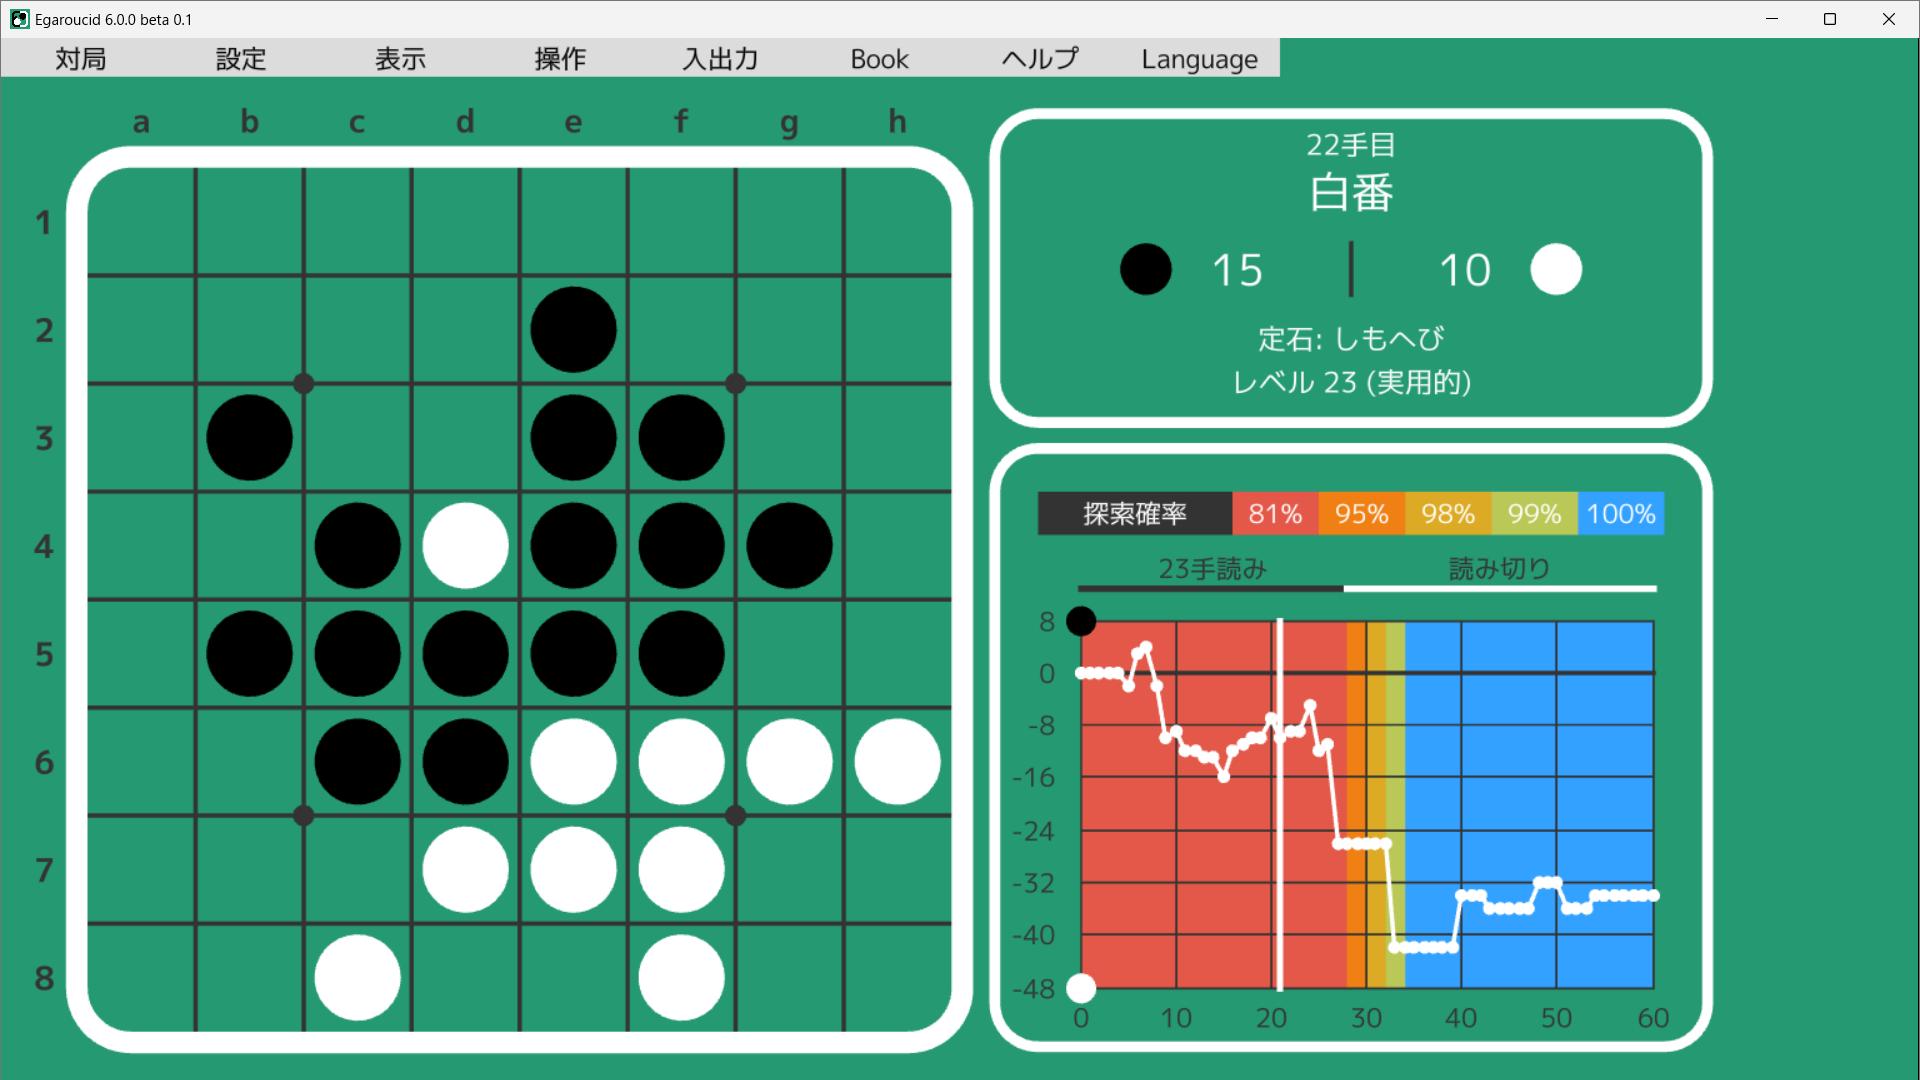 Egaroucid 6.0.0 beta 0.1
対局 設定 表示 操作 入出力 Book ヘルプ Language
a b c d e f g h
1
2
3
4
5
6
7
8
22手目
白番
15 10
定石: しもへび
レベル 23 (実用的)
探索確率 81% 95% 98% 99% 100%
23手読み 読み切り
8
0
-8
-16
-24
-32
-40
-48
0 10 20 30 40 50 60